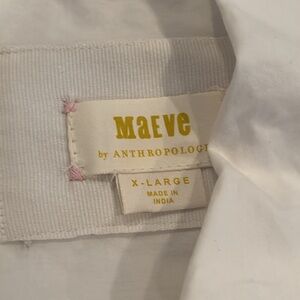 MAEVE
by ANTHROPOLOGI
X-LARGE
MADE IN
INDIA